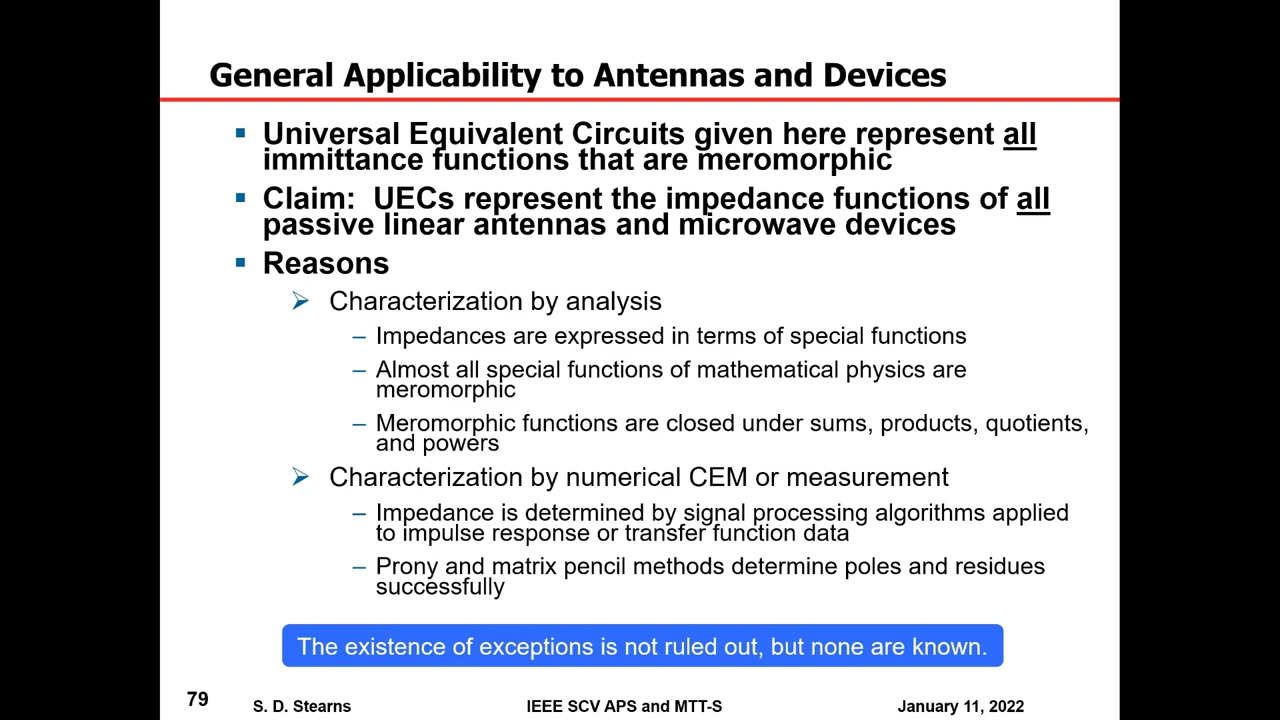 General Applicability to Antennas and Devices
▪ Universal Equivalent Circuits given here represent all
immittance functions that are meromorphic
▪ Claim:  UECs represent the impedance functions of all
passive linear antennas and microwave devices
▪ Reasons
➢ Characterization by analysis
– Impedances are expressed in terms of special functions
– Almost all special functions of mathematical physics are
meromorphic
– Meromorphic functions are closed under sums, products, quotients,
and powers
➢ Characterization by numerical CEM or measurement
– Impedance is determined by signal processing algorithms applied
to impulse response or transfer function data
– Prony and matrix pencil methods determine poles and residues
successfully
The existence of exceptions is not ruled out, but none are known.
79 S. D. Stearns IEEE SCV APS and MTT-S January 11, 2022